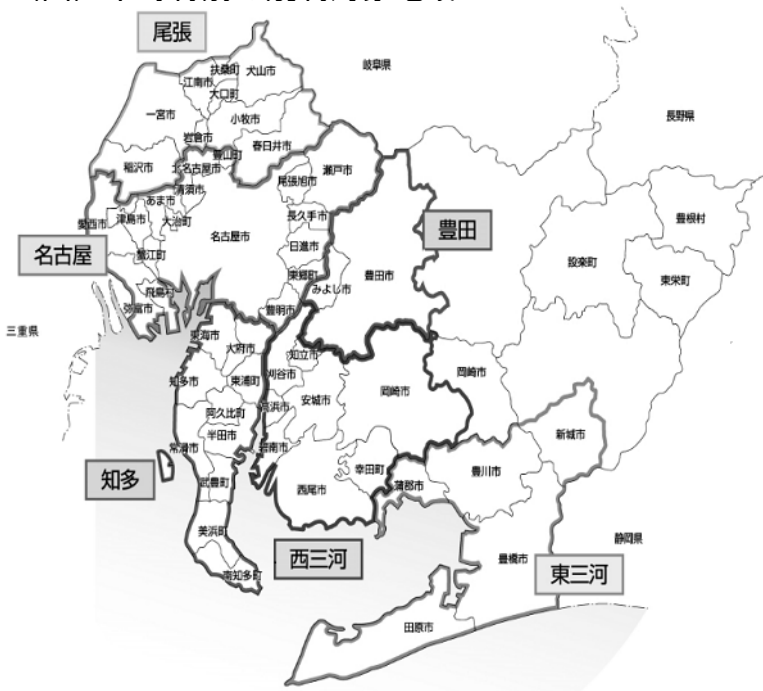 尾張
扶桑町
犬山市
岐阜県
江南市
大口町
長野県
一宮市
小牧市
岩倉市
春日井市
豊山町
稲沢市
北名古屋市
瀬戸市
尾張旭市
清須市
あま市
長久手市
豊根村
愛西市
津島市
大治町
名古屋市
豊田
日進市
名古屋
蟹江町
設楽町
東郷町
豊田市
東栄町
みよし市
飛島村
弥富市
豊明市
三重県
東海市
大府市
知立市
刈谷市
岡崎市
知多市
東浦町
岡崎市
安城市
高浜市
阿久比町
半田市
新城市
常滑市
碧南市
幸田町
豊川市
知多
武豊町
西尾市
蒲郡市
美浜町
静岡県
西三河
豊橋市
東三河
南知多町
田原市